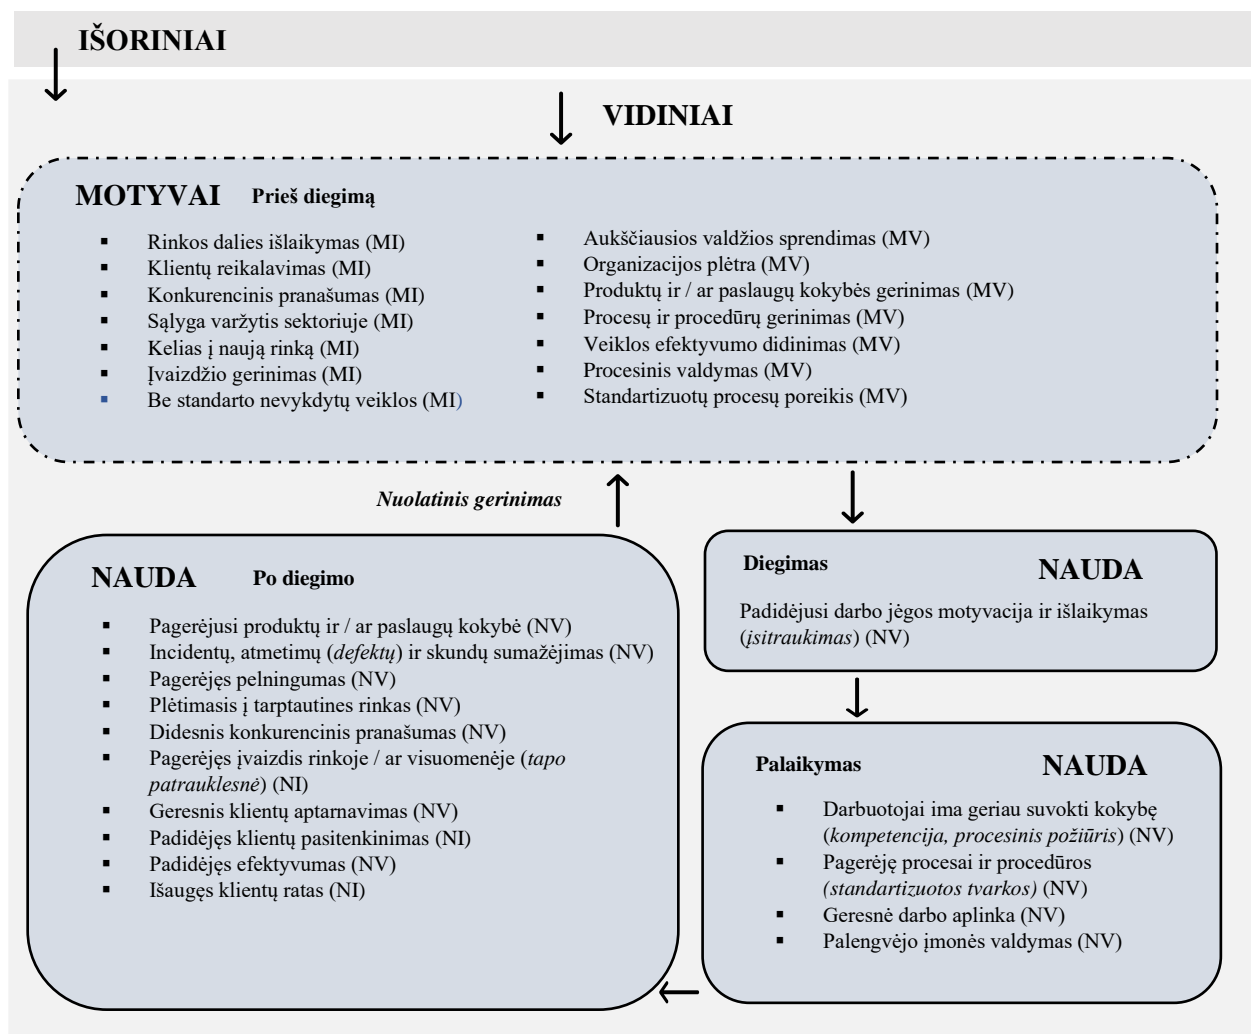 IŠORINIAI
VIDINIAI
MOTYVAI Prieš diegimą
▪ Rinkos dalies išlaikymas (MI)
▪ Klientų reikalavimas (MI)
▪ Konkurencinis pranašumas (MI)
▪ Sąlyga varžytis sektoriuje (MI)
▪ Kelias į naują rinką (MI)
▪ Įvaizdžio gerinimas (MI)
▪ Be standarto nevykdytų veiklos (MI)
▪ Aukščiausios valdžios sprendimas (MV)
▪ Organizacijos plėtra (MV)
▪ Produktų ir / ar paslaugų kokybės gerinimas (MV)
▪ Procesų ir procedūrų gerinimas (MV)
▪ Veiklos efektyvumo didinimas (MV)
▪ Procesinis valdymas (MV)
▪ Standartizuotų procesų poreikis (MV)
Nuolatinis gerinimas
Diegimas NAUDA
Padidėjusi darbo jėgos motyvacija ir išlaikymas
(įsitraukimas) (NV)
Palaikymas NAUDA
▪ Darbuotojai ima geriau suvokti kokybę
(kompetencija, procesinis požiūris) (NV)
▪ Pagerėję procesai ir procedūros
(standartizuotos tvarkos) (NV)
▪ Geresnė darbo aplinka (NV)
▪ Palengvėjo įmonės valdymas (NV)
NAUDA Po diegimo
▪ Pagerėjusi produktų ir / ar paslaugų kokybė (NV)
▪ Incidentų, atmetimų (defektų) ir skundų sumažėjimas (NV)
▪ Pagerėjęs pelningumas (NV)
▪ Plėtimasis į tarptautines rinkas (NV)
▪ Didesnis konkurencinis pranašumas (NV)
▪ Pagerėjęs įvaizdis rinkoje / ar visuomenėje (tapo
patrauklesnė) (NI)
▪ Geresnis klientų aptarnavimas (NV)
▪ Padidėjęs klientų pasitenkinimas (NI)
▪ Padidėjęs efektyvumas (NV)
▪ Išaugęs klientų ratas (NI)